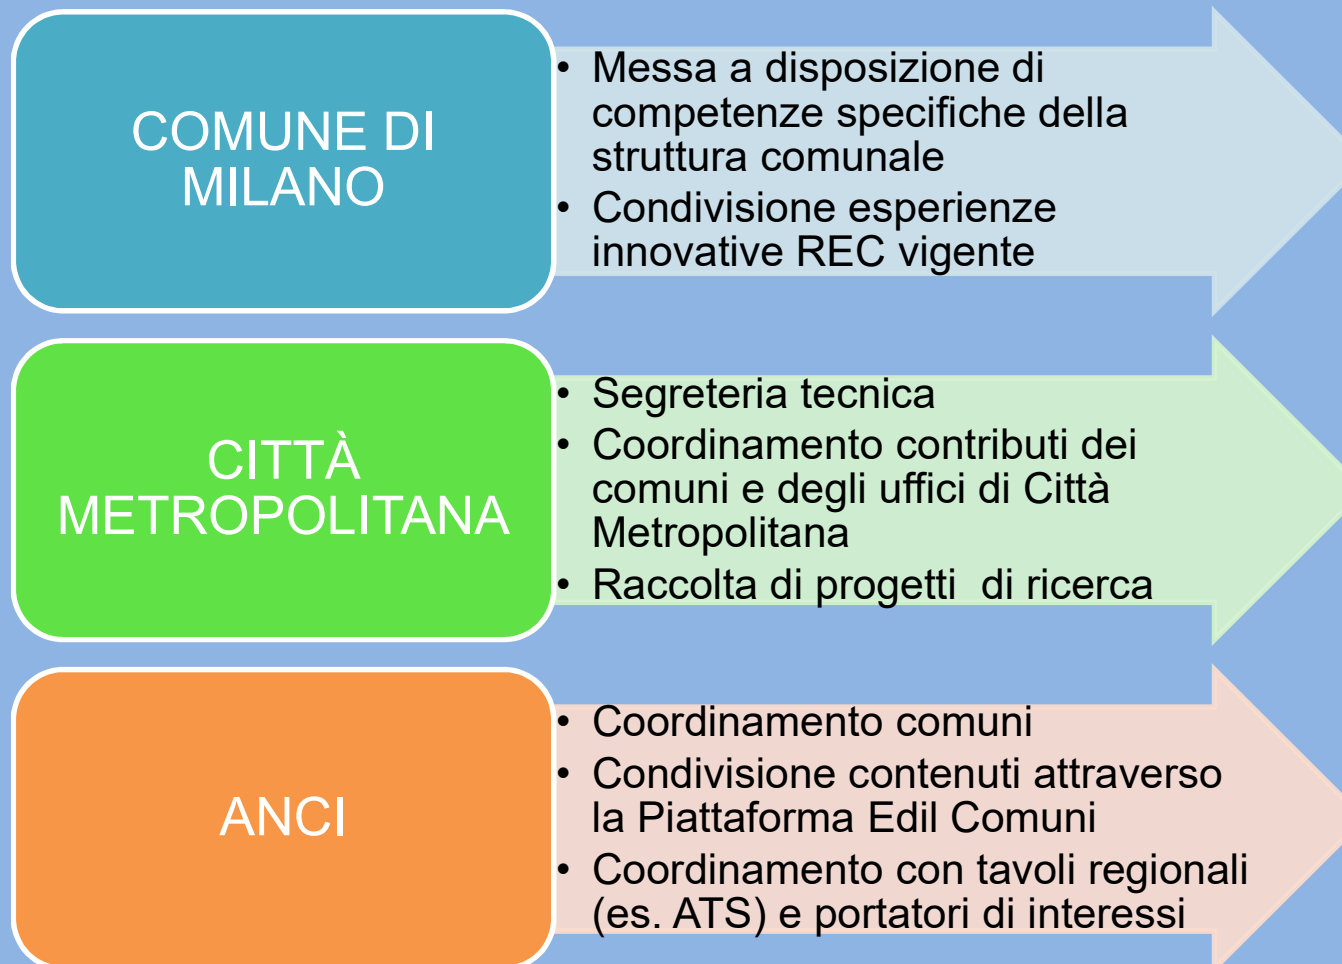 COMUNE DI
MILANO
• Messa a disposizione di
competenze specifiche della
struttura comunale
• Condivisione esperienze
innovative REC vigente
CITTÀ
METROPOLITANA
• Segreteria tecnica
• Coordinamento contributi dei
comuni e degli uffici di Città
Metropolitana
• Raccolta di progetti  di ricerca
ANCI
• Coordinamento comuni
• Condivisione contenuti attraverso
la Piattaforma Edil Comuni
• Coordinamento con tavoli regionali
(es. ATS) e portatori di interessi